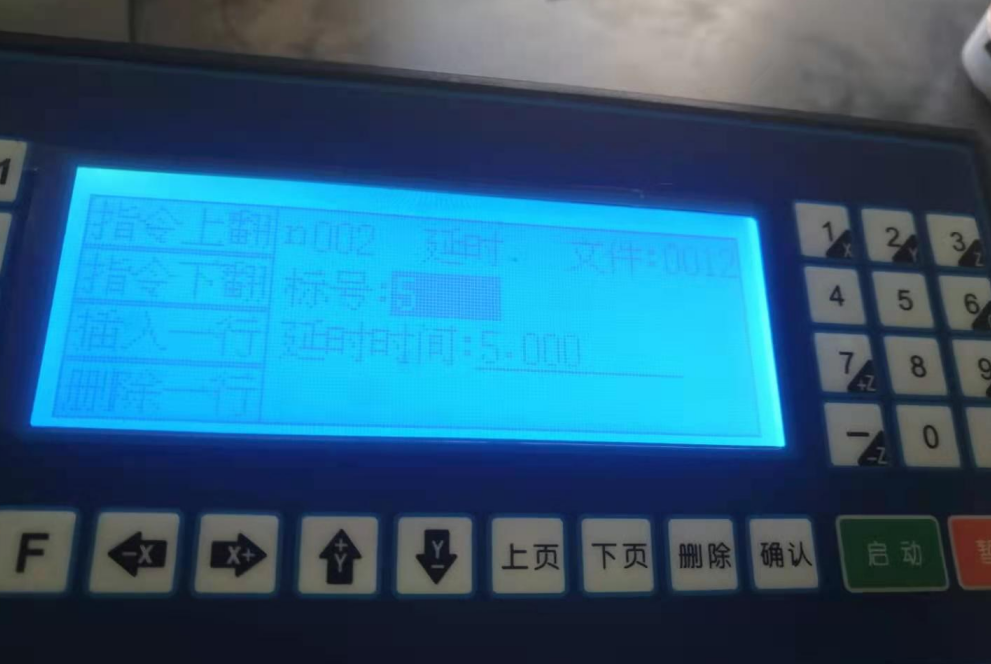 1
指令上翻 n002 延时. 文件:0012
指令下翻 标号:5
插入一行 延时时间:5.000
删除一行
1 X 2 Y 3 Z
4 5 6
7 +Z 8 9
— -Z 0
F -X X+ +Y Y- 上页 下页 删除 确认 启动 暂